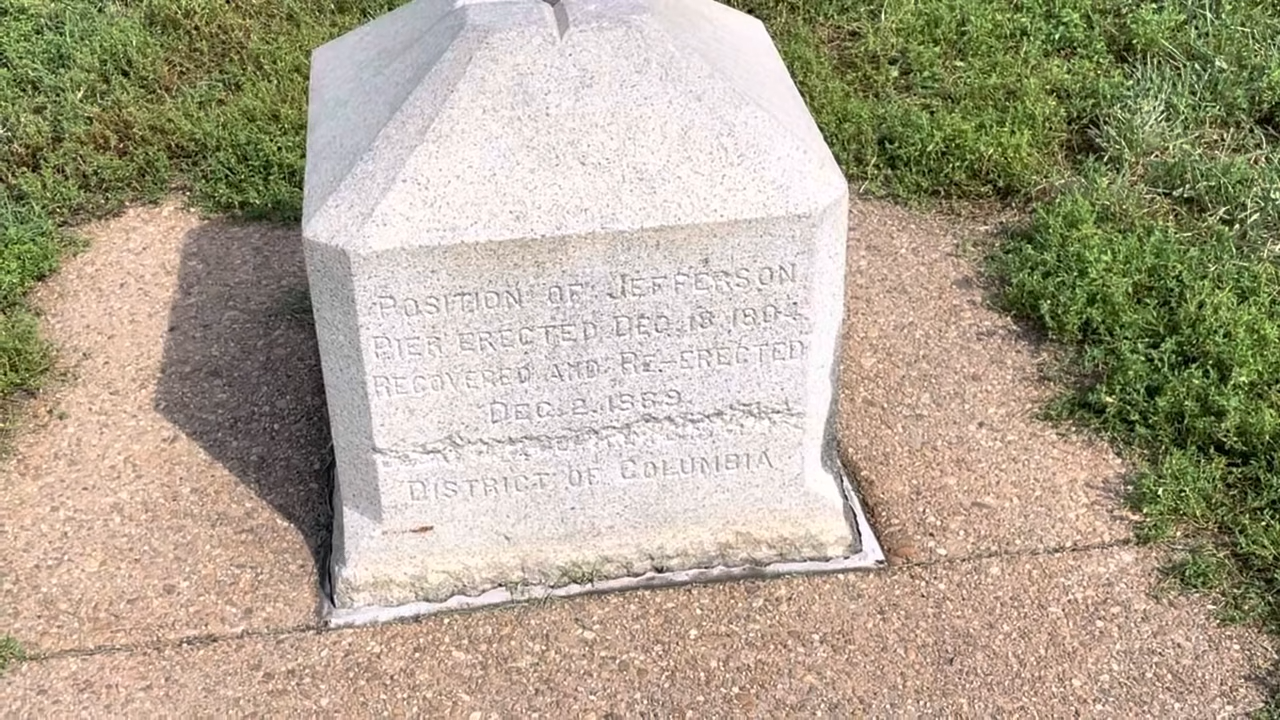 POSITION OF JEFFERSON
PIER ERECTED DEC. 18 1804.
RECOVERED AND RE-ERECTED
DEC. 2. 1889.
DISTRICT OF COLUMBIA